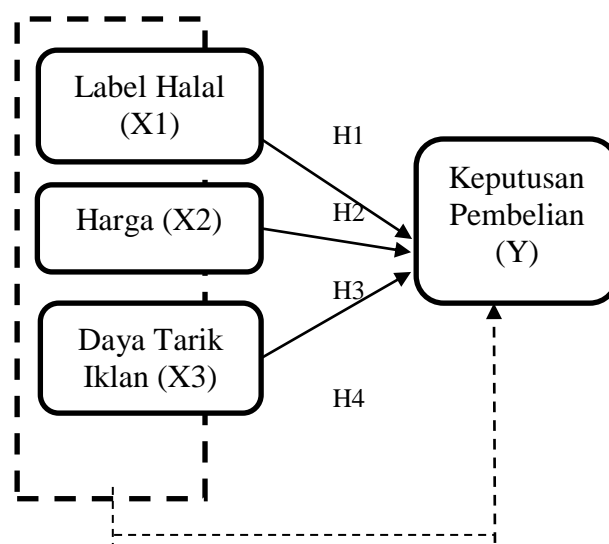 Label Halal
(X1)
H1
Keputusan
Pembelian
(Y)
Harga (X2)
H2
H3
Daya Tarik
Iklan (X3)
H4